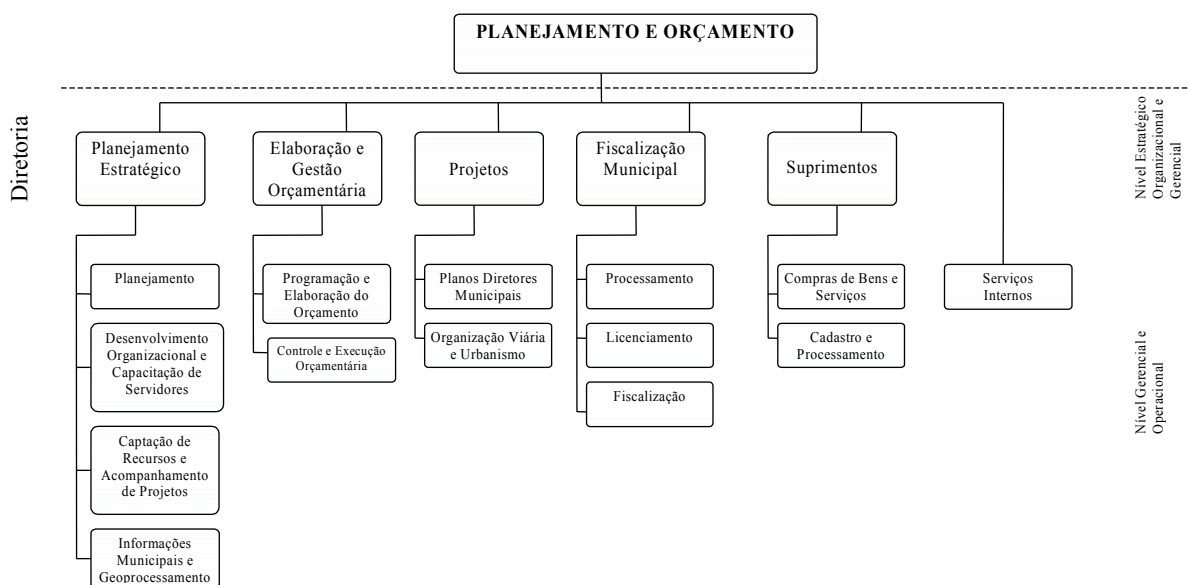 PLANEJAMENTO E ORÇAMENTO
Diretoria
Nível Estratégico
Organizacional e
Gerencial
Planejamento
Estratégico
Elaboração e
Gestão
Orçamentária
Projetos
Fiscalização
Municipal
Suprimentos
Planejamento
Desenvolvimento
Organizacional e
Capacitação de
Servidores
Captação de
Recursos e
Acompanhamento
de Projetos
Informações
Municipais e
Geoprocessamento
Programação e
Elaboração do
Orçamento
Controle e Execução
Orçamentária
Planos Diretores
Municipais
Organização Viária
e Urbanismo
Processamento
Licenciamento
Fiscalização
Compras de Bens e
Serviços
Cadastro e
Processamento
Serviços
Internos
Nível Gerencial e
Operacional